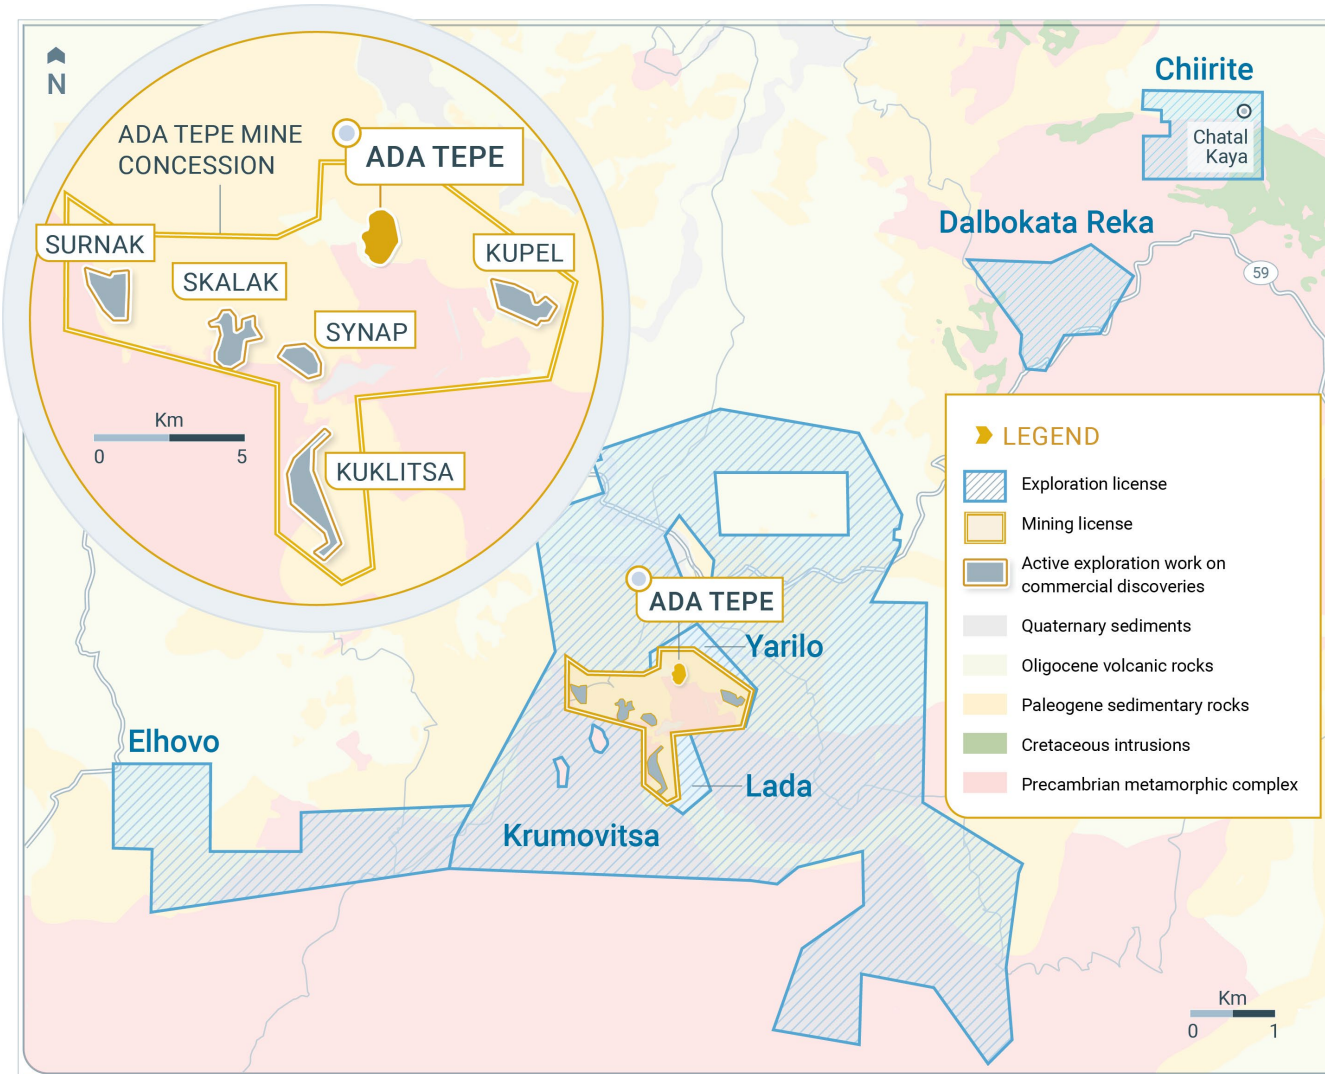 N
ADA TEPE MINE
CONCESSION
ADA TEPE
SURNAK
SKALAK
SYNAP
KUPEL
KUKLITSA
Km
0 5
Chiirite
Chatal
Kaya
Dalbokata Reka
59
LEGEND
Exploration license
Mining license
Active exploration work on
commercial discoveries
Quaternary sediments
Oligocene volcanic rocks
Paleogene sedimentary rocks
Cretaceous intrusions
Precambrian metamorphic complex
ADA TEPE
Yarilo
Elhovo
Lada
Krumovitsa
Km
0 1